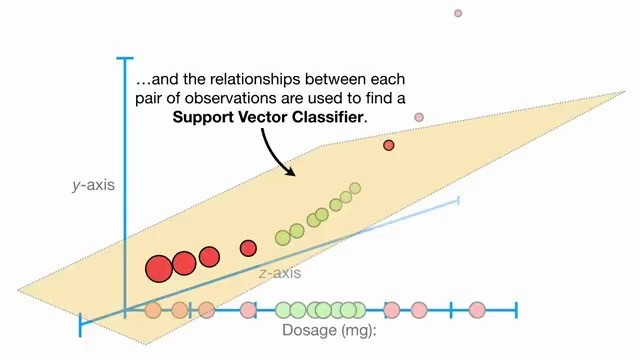 …and the relationships between each
pair of observations are used to find a
Support Vector Classifier.
y-axis
z-axis
Dosage (mg):